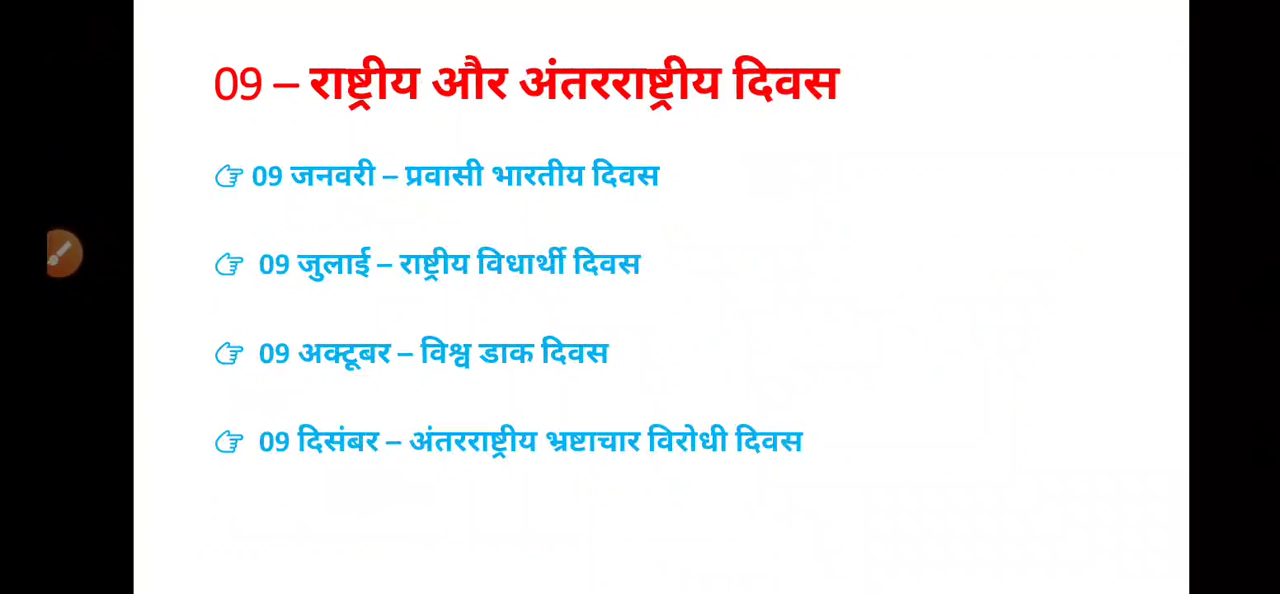 09 – राष्ट्रीय और अंतरराष्ट्रीय दिवस
09 जनवरी – प्रवासी भारतीय दिवस
09 जुलाई – राष्ट्रीय विधार्थी दिवस
09 अक्टूबर – विश्व डाक दिवस
09 दिसंबर – अंतरराष्ट्रीय भ्रष्टाचार विरोधी दिवस